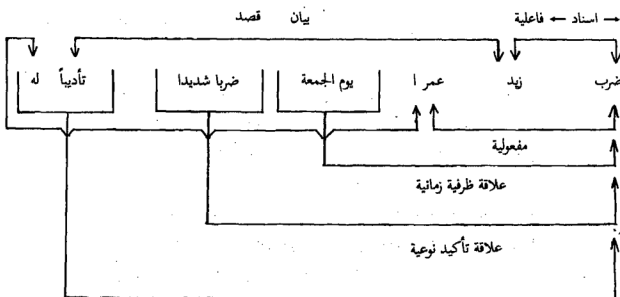 اسناد فاعلية بيان قصد
ضرب زيد عمرا يوم الجمعة ضربا شديدا تأديباً له
مفعولية
علاقة ظرفية زمانية
علاقة تأكيد نوعية